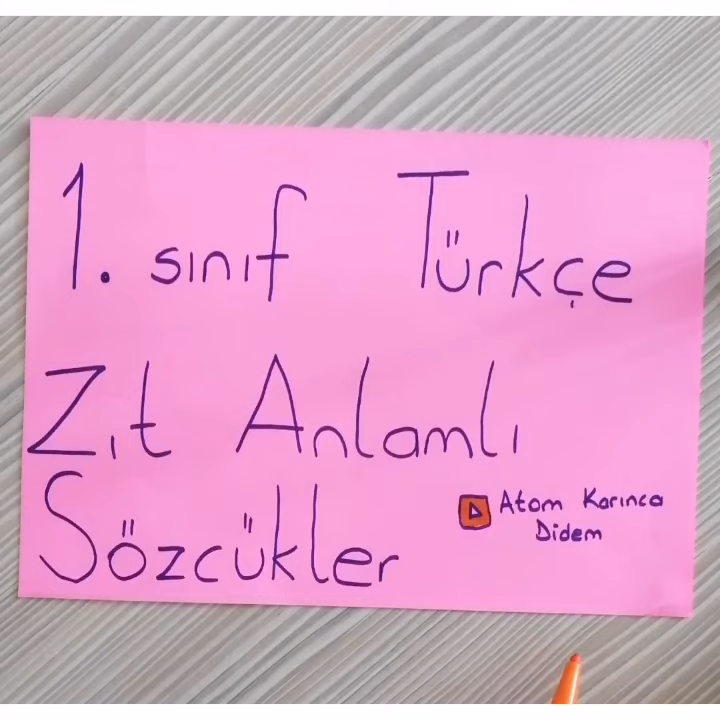 1. sınıf Türkçe
Zıt Anlamlı
Sözcükler
Atom Karınca
Didem